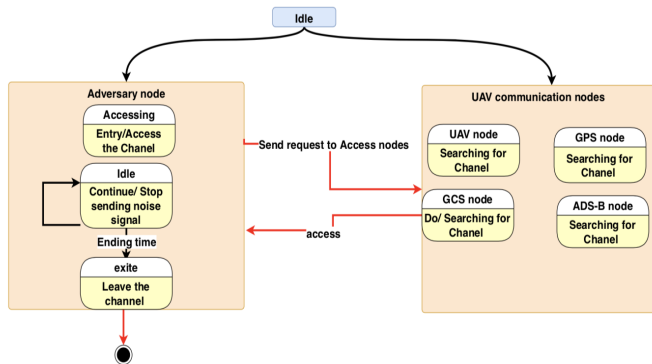 Idle
Adversary node
Accessing
Entry/Access
the Chanel
Idle
Continue/ Stop
sending noise
signal
Ending time
exite
Leave the
channel
Send request to Access nodes
access
UAV communication nodes
UAV node
Searching for
Chanel
GPS node
Searching for
Chanel
GCS node
Do/ Searching for
Chanel
ADS-B node
Searching for
Chanel